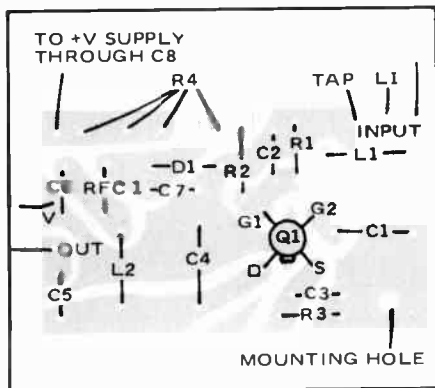 TO +V SUPPLY
THROUGH C8
R4
TAP LI
INPUT
D1
R2
C2
R1
L1
RFC1
C7
V
G1
G2
Q1
C1
OUT
L2
C4
D
S
C5
C3
R3
MOUNTING HOLE